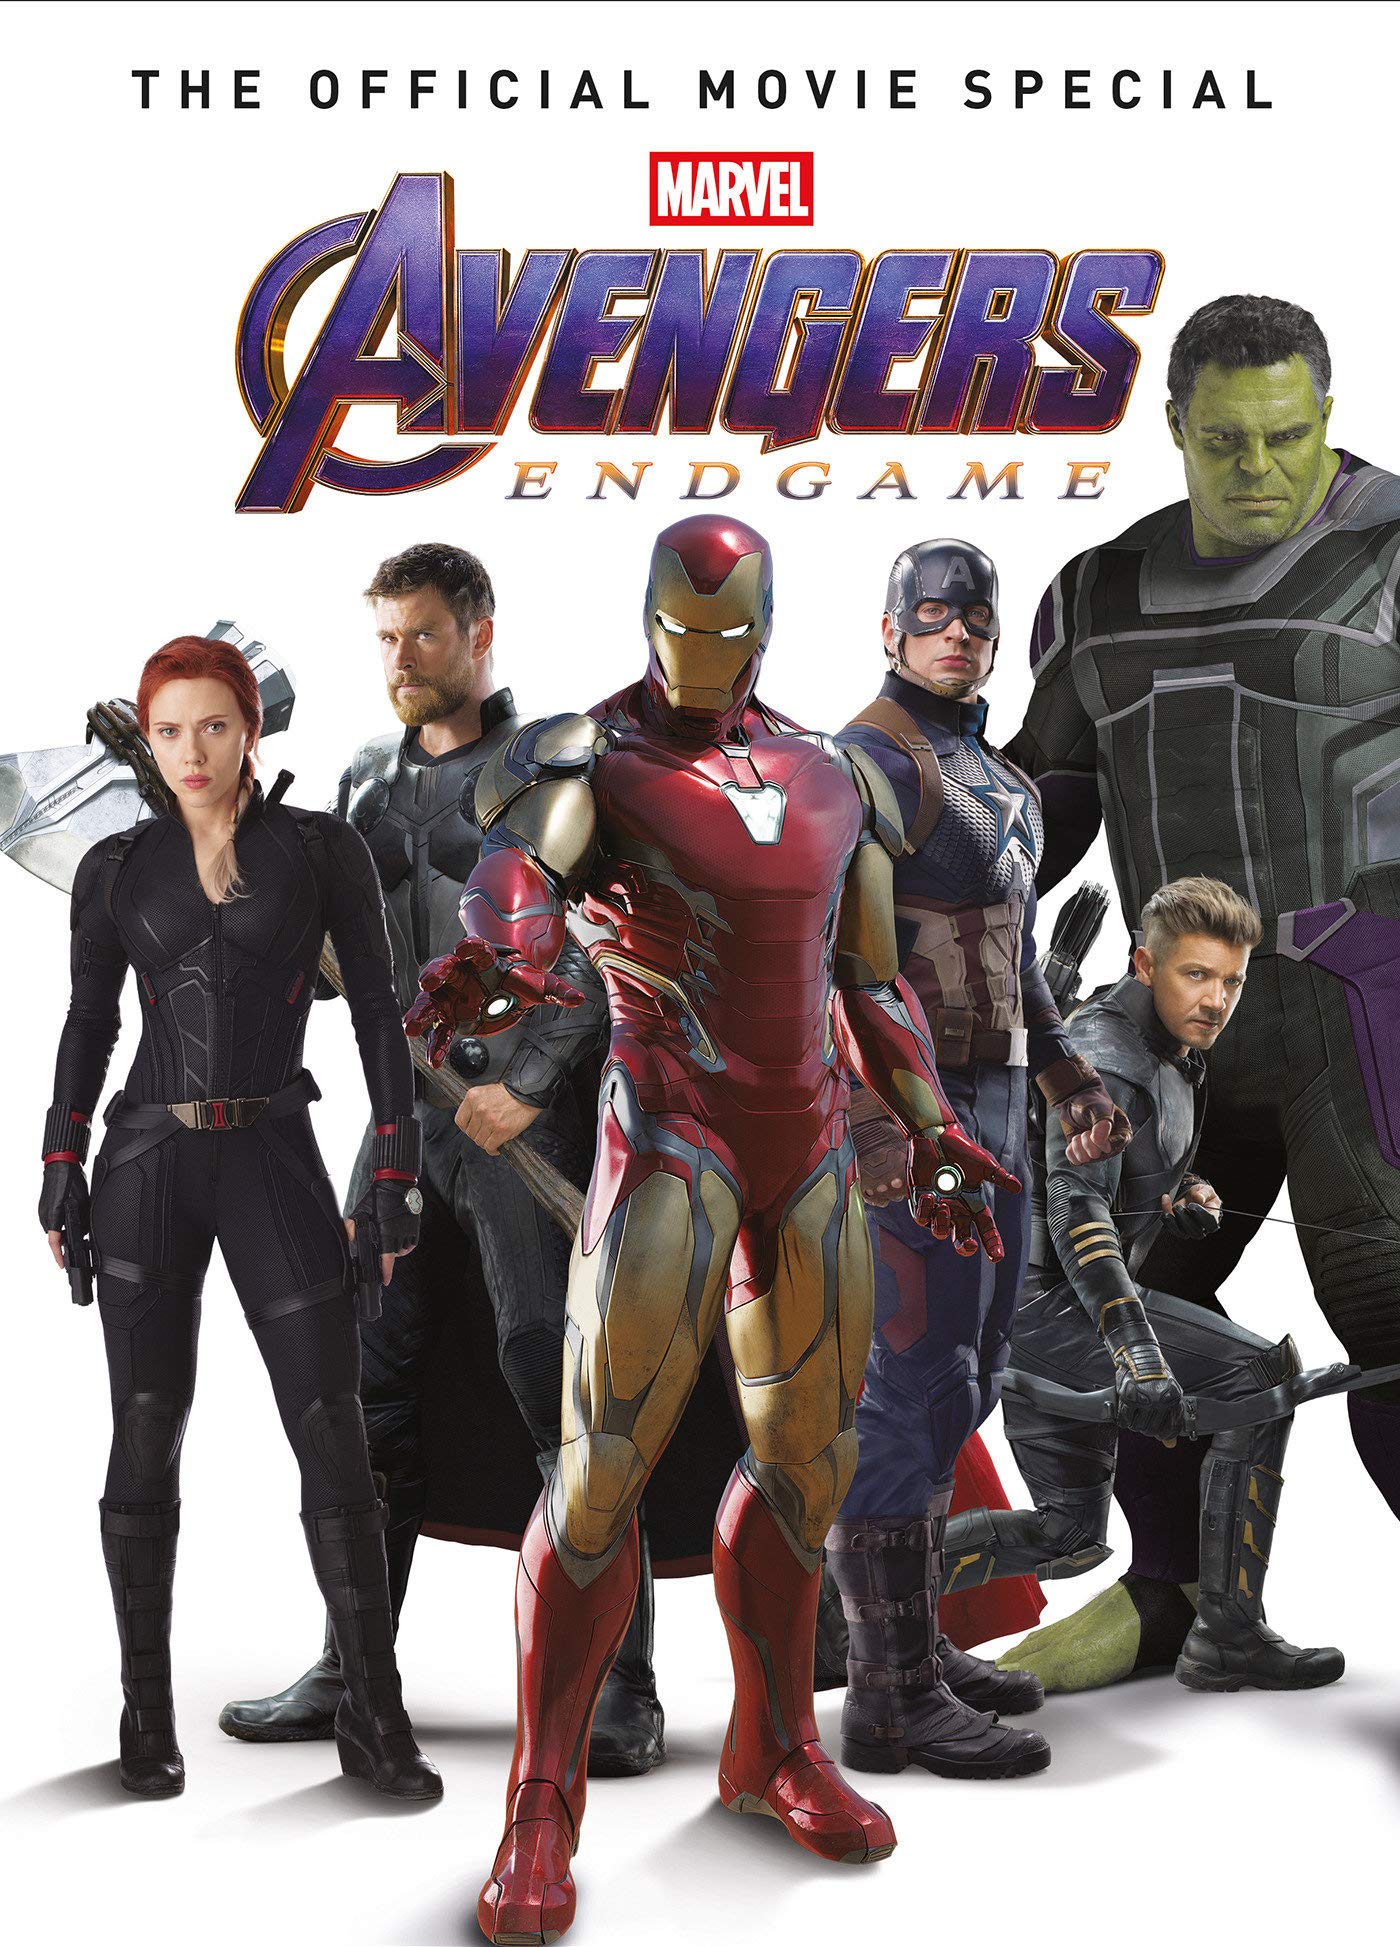 THE OFFICIAL MOVIE SPECIAL
MARVEL
AVENGERS
ENDGAME
A